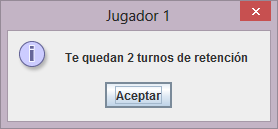 Jugador 1
Te quedan 2 turnos de retención
Aceptar